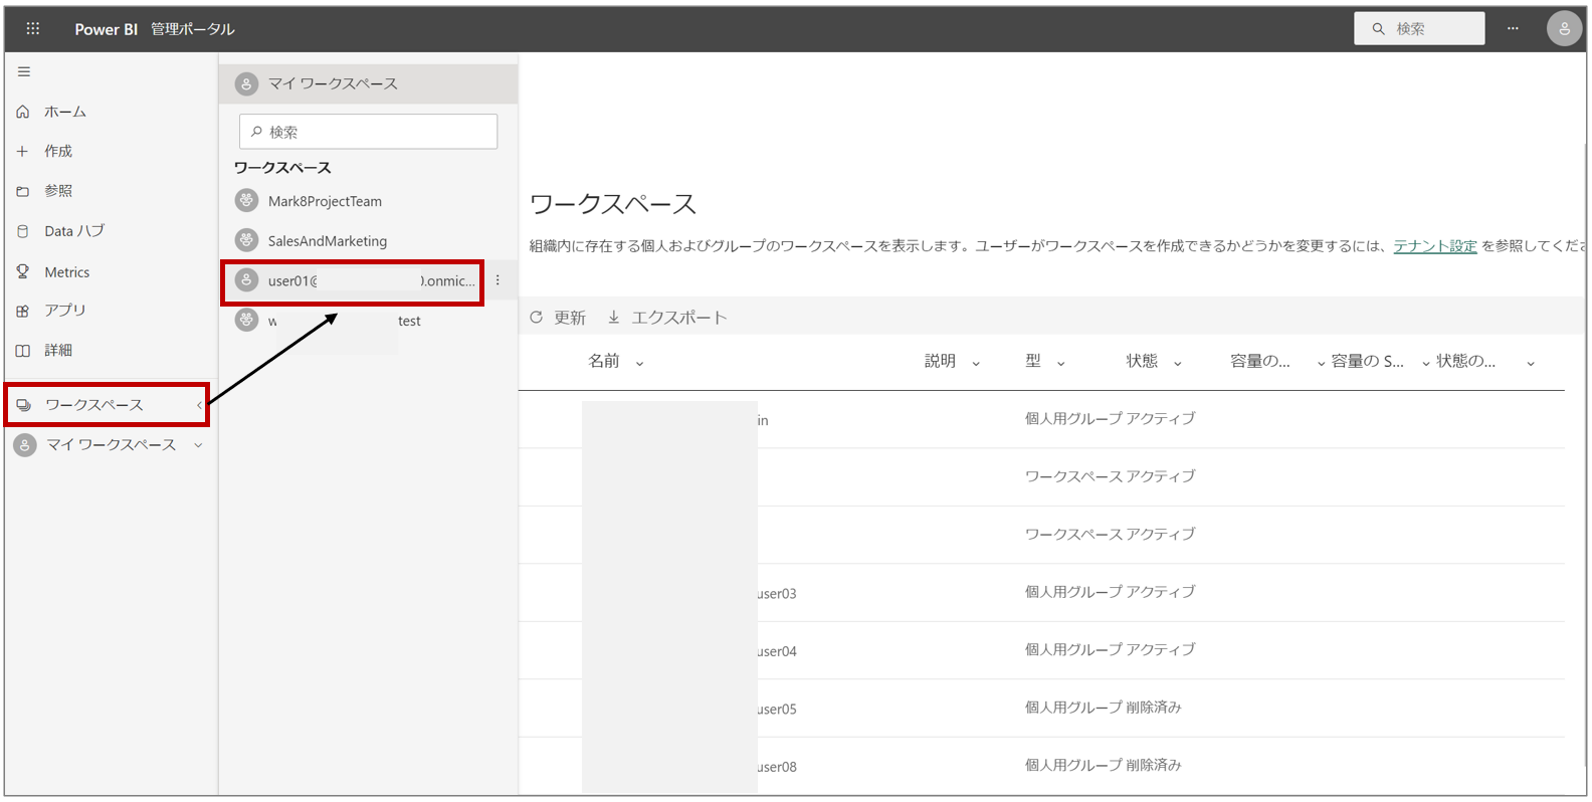 Power BI 管理ポータル
検索
ホーム
作成
参照
Data ハブ
Metrics
アプリ
詳細
ワークスペース
マイ ワークスペース
マイ ワークスペース
検索
ワークスペース
Mark8ProjectTeam
SalesAndMarketing
user01@ ).onmic...
w test
ワークスペース
組織内に存在する個人およびグループのワークスペースを表示します。ユーザーがワークスペースを作成できるかどうかを変更するには、テナント設定 を参照してくださ
更新 エクスポート
名前 説明 型 状態 容量の... 容量の S... 状態の...
in 個人用グループ アクティブ
ワークスペース アクティブ
ワークスペース アクティブ
user03 個人用グループ アクティブ
user04 個人用グループ アクティブ
user05 個人用グループ 削除済み
user08 個人用グループ 削除済み